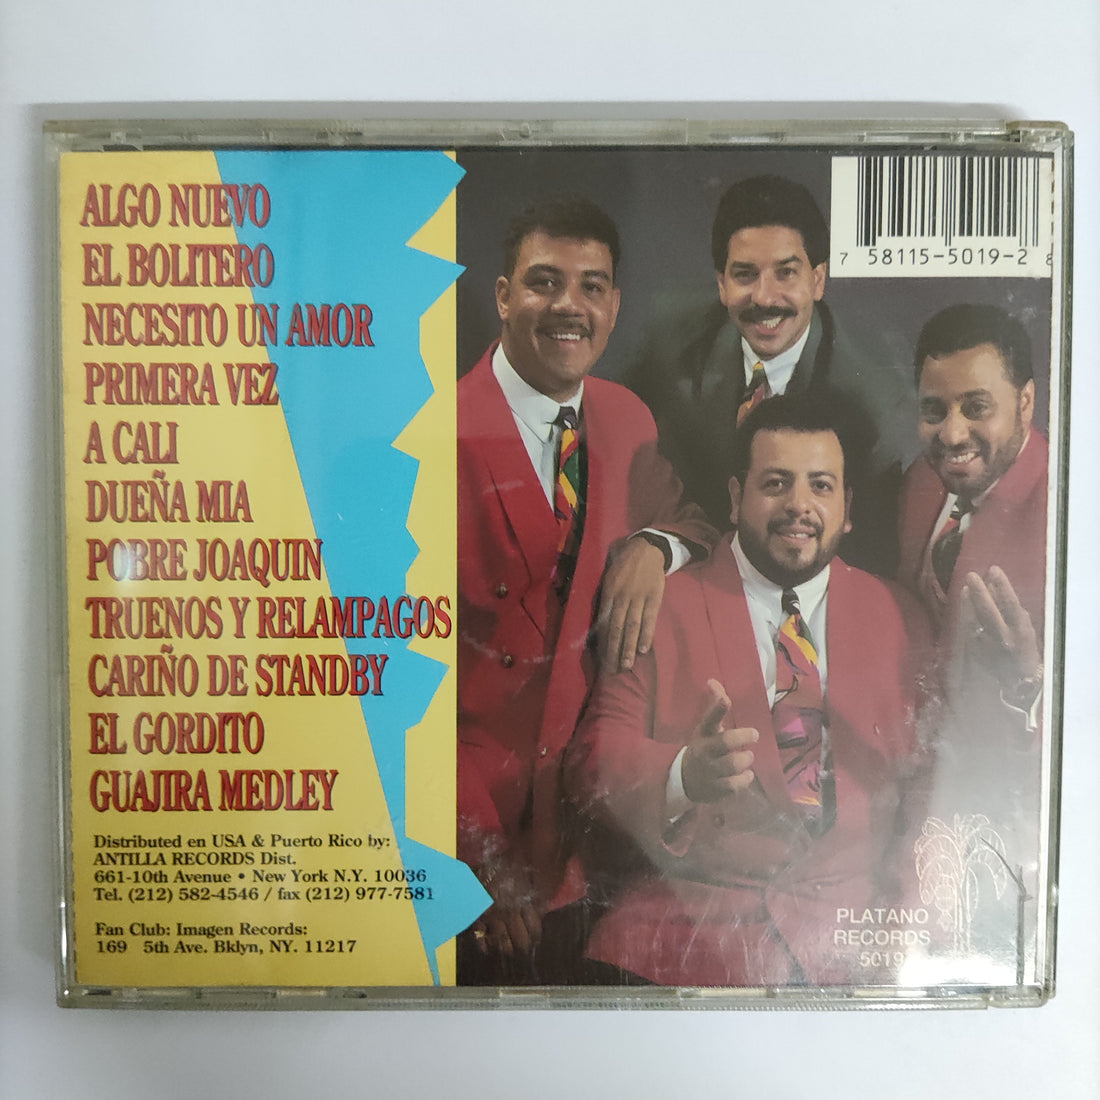 ALGO NUEVO
EL BOLITERO
NECESITO UN AMOR
PRIMERA VEZ
A CALI
DUEÑA MIA
POBRE JOAQUIN
TRUENOS Y RELAMPAGOS
CARIÑO DE STANDBY
EL GORDITO
GUAJIRA MEDLEY
Distributed en USA & Puerto Rico by:
ANTILLA RECORDS Dist.
661-10th Avenue • New York N.Y. 10036
Tel. (212) 582-4546 / fax (212) 977-7581
Fan Club: Imagen Records:
169 5th Ave. Bklyn, NY. 11217
7 58115-5019-2 8
PLATANO
RECORDS
5019